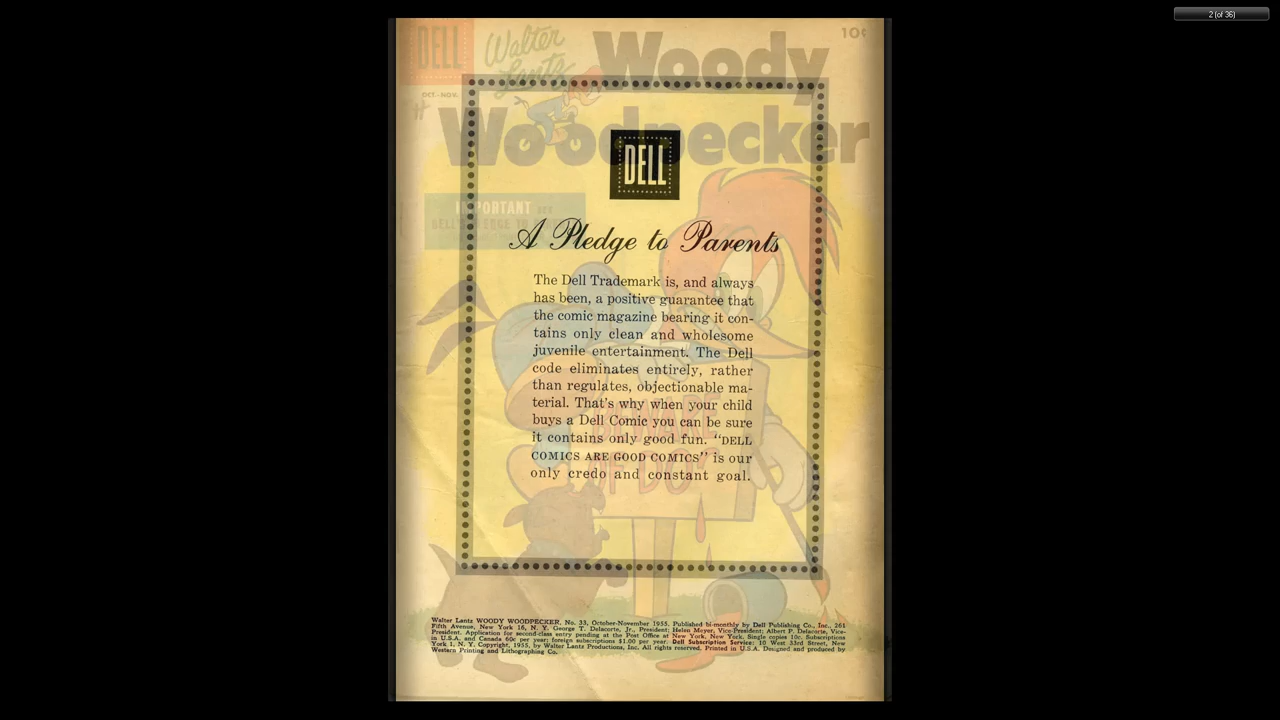 2 (of 36)
DELL
Walter
Lantz
Woody
10¢
OCT.-NOV.
Woodpecker
DELL
IMPORTANT
A Pledge to Parents
The Dell Trademark is, and always
has been, a positive guarantee that
the comic magazine bearing it con-
tains only clean and wholesome
juvenile entertainment. The Dell
code eliminates entirely, rather
than regulates, objectionable ma-
terial. That's why when your child
buys a Dell Comic you can be sure
it contains only good fun. "DELL
COMICS ARE GOOD COMICS" is our
only credo and constant goal.
BEWARE
OF DOG
Walter Lantz WOODY WOODPECKER, No. 33, October-November 1955. Published bi-monthly by Dell Publishing Co., Inc., 261
Fifth Avenue, New York 16, N. Y. George T. Delacorte, Jr., President; Helen Meyer, Vice-President; Albert P. Delacorte, Vice-
President. Application for second-class entry pending at the Post Office at New York, New York. Single copies 10c. Subscriptions
in U.S.A. and Canada 60c per year; foreign subscriptions $1.00 per year. Dell Subscription Service: 10 West 33rd Street, New
York 1, N. Y. Copyright, 1955, by Walter Lantz Productions, Inc. All rights reserved. Printed in U.S.A. Designed and produced by
Western Printing and Lithographing Co.